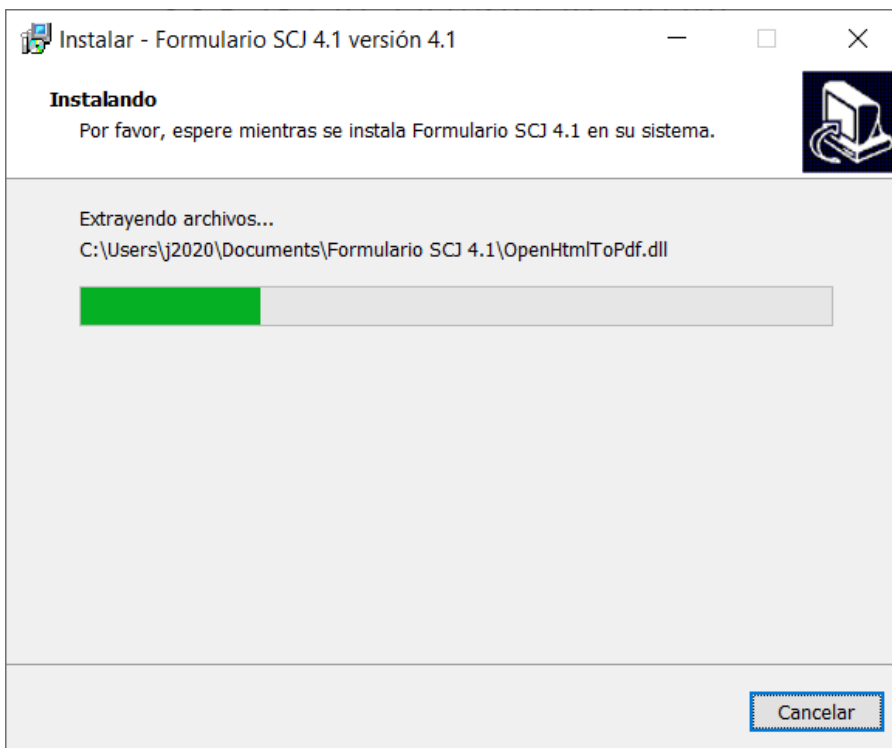 Instalar - Formulario SCJ 4.1 versión 4.1
Instalando
Por favor, espere mientras se instala Formulario SCJ 4.1 en su sistema.
Extrayendo archivos...
C:\Users\j2020\Documents\Formulario SCJ 4.1\OpenHtmlToPdf.dll
Cancelar